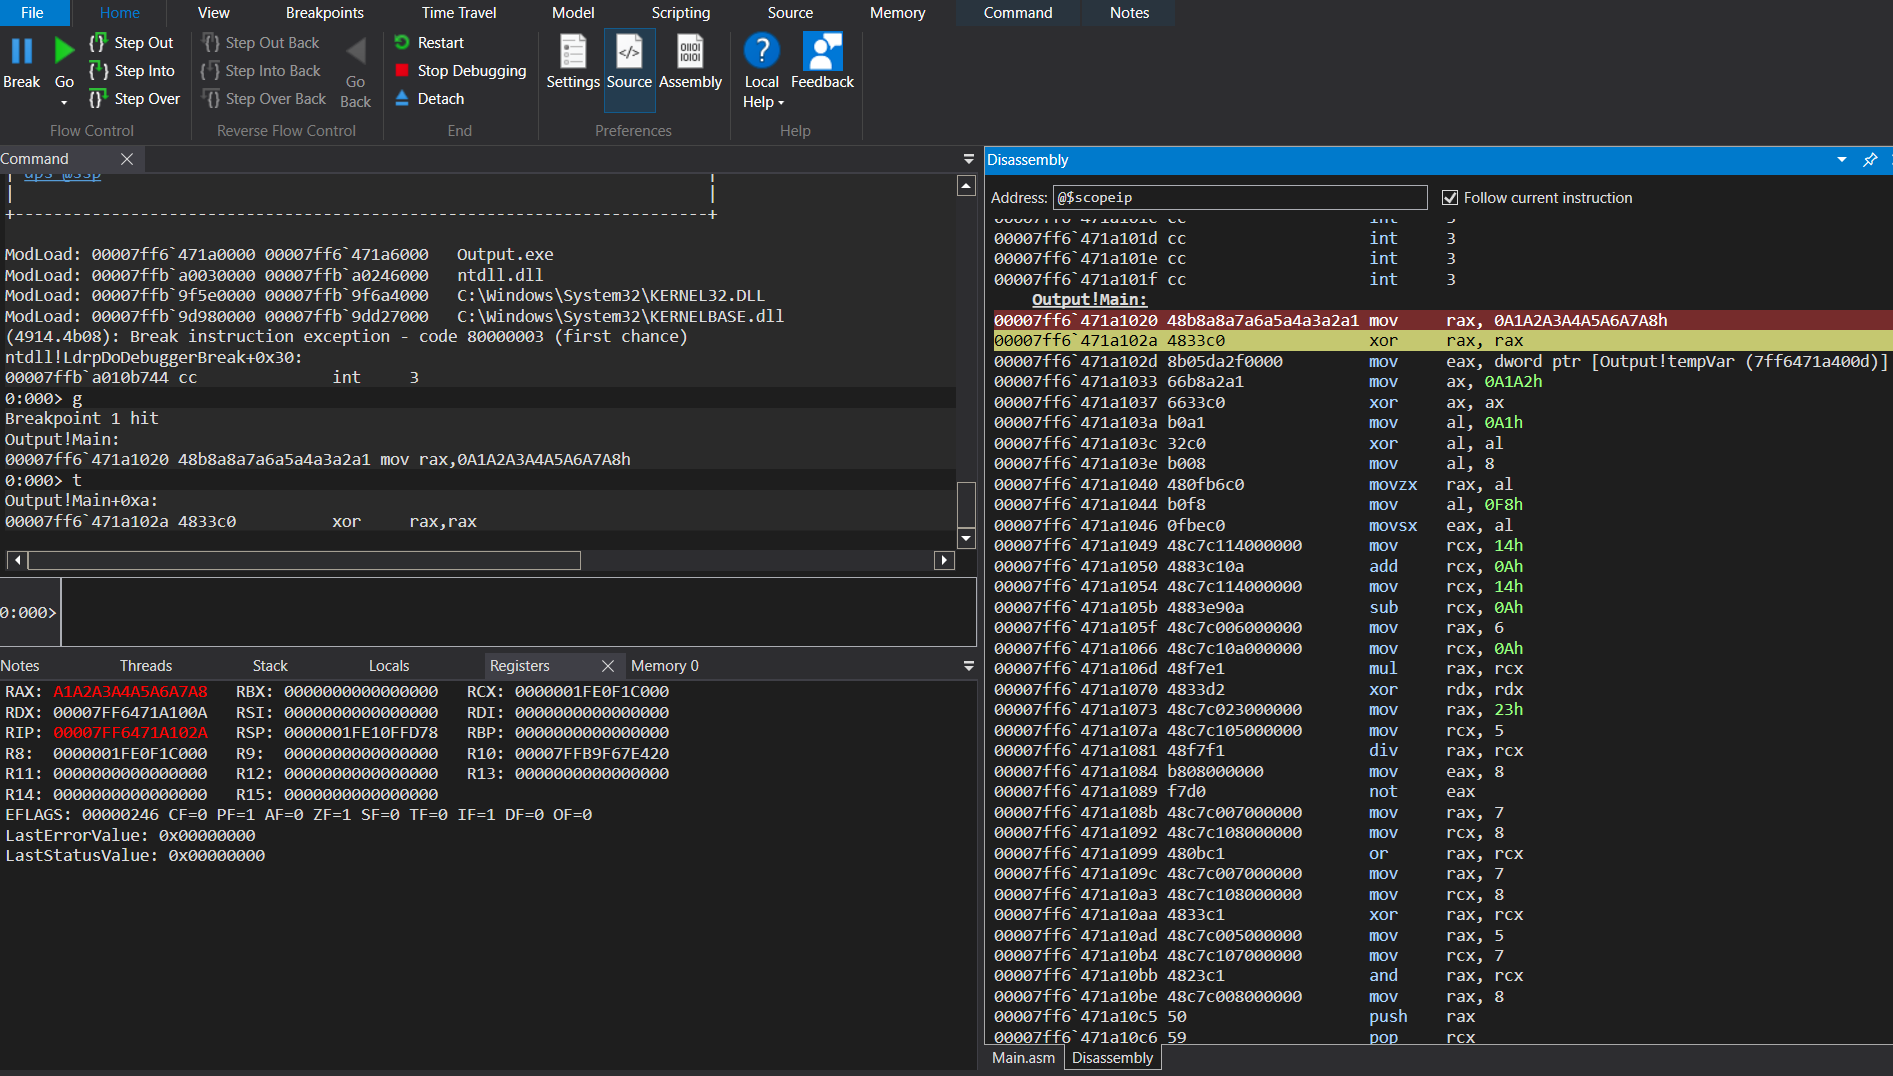 File Home View Breakpoints Time Travel Model Scripting Source Memory Command Notes
Break
Go
Step Out
Step Into
Step Over
Flow Control
Step Out Back
Step Into Back
Step Over Back
Go Back
Reverse Flow Control
Restart
Stop Debugging
Detach
End
Settings Source Assembly
Preferences
Local Help
Feedback
Help
Command
| dps @$sp |
| |
+------------------------------------------------------------------------+
ModLoad: 00007ff6`471a0000 00007ff6`471a6000 Output.exe
ModLoad: 00007ffb`a0030000 00007ffb`a0246000 ntdll.dll
ModLoad: 00007ffb`9f5e0000 00007ffb`9f6a4000 C:\Windows\System32\KERNEL32.DLL
ModLoad: 00007ffb`9d980000 00007ffb`9dd27000 C:\Windows\System32\KERNELBASE.dll
(4914.4b08): Break instruction exception - code 80000003 (first chance)
ntdll!LdrpDoDebuggerBreak+0x30:
00007ffb`a010b744 cc int 3
0:000> g
Breakpoint 1 hit
Output!Main:
00007ff6`471a1020 48b8a8a7a6a5a4a3a2a1 mov rax,0A1A2A3A4A5A6A7A8h
0:000> t
Output!Main+0xa:
00007ff6`471a102a 4833c0 xor rax,rax
0:000>
Notes Threads Stack Locals Registers Memory 0
RAX: A1A2A3A4A5A6A7A8 RBX: 0000000000000000 RCX: 0000001FE0F1C000
RDX: 00007FF6471A100A RSI: 0000000000000000 RDI: 0000000000000000
RIP: 00007FF6471A102A RSP: 0000001FE10FFD78 RBP: 0000000000000000
R8: 0000001FE0F1C000 R9: 0000000000000000 R10: 00007FFB9F67E420
R11: 0000000000000000 R12: 0000000000000000 R13: 0000000000000000
R14: 0000000000000000 R15: 0000000000000000
EFLAGS: 00000246 CF=0 PF=1 AF=0 ZF=1 SF=0 TF=0 IF=1 DF=0 OF=0
LastErrorValue: 0x00000000
LastStatusValue: 0x00000000
Disassembly
Address: @$scopeip Follow current instruction
00007ff6`471a101c cc int 3
00007ff6`471a101d cc int 3
00007ff6`471a101e cc int 3
00007ff6`471a101f cc int 3
Output!Main:
00007ff6`471a1020 48b8a8a7a6a5a4a3a2a1 mov rax, 0A1A2A3A4A5A6A7A8h
00007ff6`471a102a 4833c0 xor rax, rax
00007ff6`471a102d 8b05da2f0000 mov eax, dword ptr [Output!tempVar (7ff6471a400d)]
00007ff6`471a1033 66b8a2a1 mov ax, 0A1A2h
00007ff6`471a1037 6633c0 xor ax, ax
00007ff6`471a103a b0a1 mov al, 0A1h
00007ff6`471a103c 32c0 xor al, al
00007ff6`471a103e b008 mov al, 8
00007ff6`471a1040 480fb6c0 movzx rax, al
00007ff6`471a1044 b0f8 mov al, 0F8h
00007ff6`471a1046 0fbec0 movsx eax, al
00007ff6`471a1049 48c7c114000000 mov rcx, 14h
00007ff6`471a1050 4883c10a add rcx, 0Ah
00007ff6`471a1054 48c7c114000000 mov rcx, 14h
00007ff6`471a105b 4883e90a sub rcx, 0Ah
00007ff6`471a105f 48c7c006000000 mov rax, 6
00007ff6`471a1066 48c7c10a000000 mov rcx, 0Ah
00007ff6`471a106d 48f7e1 mul rax, rcx
00007ff6`471a1070 4833d2 xor rdx, rdx
00007ff6`471a1073 48c7c023000000 mov rax, 23h
00007ff6`471a107a 48c7c105000000 mov rcx, 5
00007ff6`471a1081 48f7f1 div rax, rcx
00007ff6`471a1084 b808000000 mov eax, 8
00007ff6`471a1089 f7d0 not eax
00007ff6`471a108b 48c7c007000000 mov rax, 7
00007ff6`471a1092 48c7c108000000 mov rcx, 8
00007ff6`471a1099 480bc1 or rax, rcx
00007ff6`471a109c 48c7c007000000 mov rax, 7
00007ff6`471a10a3 48c7c108000000 mov rcx, 8
00007ff6`471a10aa 4833c1 xor rax, rcx
00007ff6`471a10ad 48c7c005000000 mov rax, 5
00007ff6`471a10b4 48c7c107000000 mov rcx, 7
00007ff6`471a10bb 4823c1 and rax, rcx
00007ff6`471a10be 48c7c008000000 mov rax, 8
00007ff6`471a10c5 50 push rax
00007ff6`471a10c6 59 pop rcx
Main.asm Disassembly